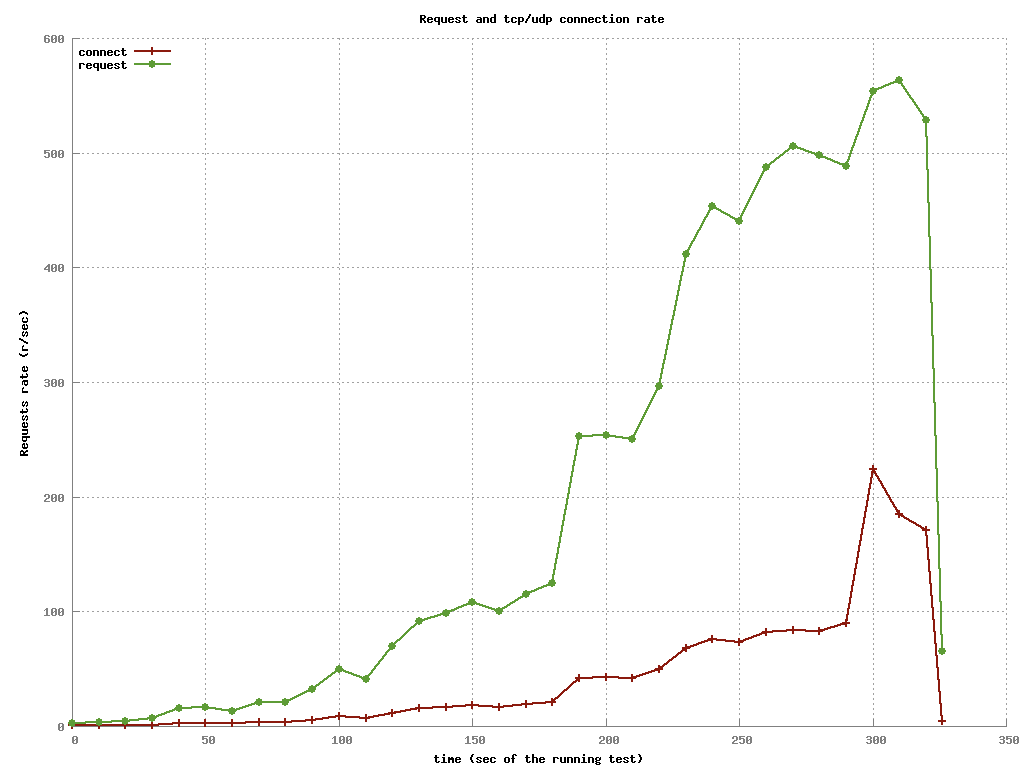 Request and tcp/udp connection rate
600
connect
request
500
400
300
200
100
0
Requests rate (r/sec)
0 50 100 150 200 250 300 350
time (sec of the running test)